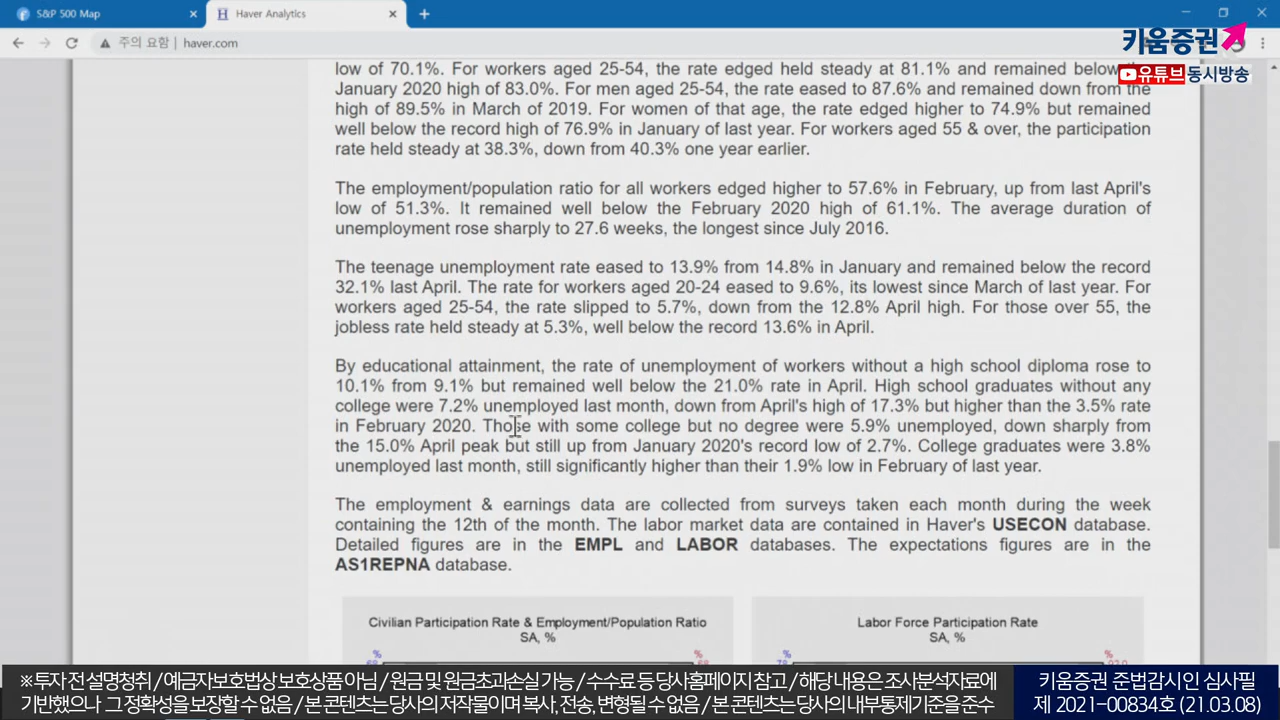 S&P 500 Map
Haver Analytics
주의 요함 | haver.com
키움증권
유튜브 동시방송
low of 70.1%. For workers aged 25-54, the rate edged held steady at 81.1% and remained below the
January 2020 high of 83.0%. For men aged 25-54, the rate eased to 87.6% and remained down from the
high of 89.5% in March of 2019. For women of that age, the rate edged higher to 74.9% but remained
well below the record high of 76.9% in January of last year. For workers aged 55 & over, the participation
rate held steady at 38.3%, down from 40.3% one year earlier.
The employment/population ratio for all workers edged higher to 57.6% in February, up from last April's
low of 51.3%. It remained well below the February 2020 high of 61.1%. The average duration of
unemployment rose sharply to 27.6 weeks, the longest since July 2016.
The teenage unemployment rate eased to 13.9% from 14.8% in January and remained below the record
32.1% last April. The rate for workers aged 20-24 eased to 9.6%, its lowest since March of last year. For
workers aged 25-54, the rate slipped to 5.7%, down from the 12.8% April high. For those over 55, the
jobless rate held steady at 5.3%, well below the record 13.6% in April.
By educational attainment, the rate of unemployment of workers without a high school diploma rose to
10.1% from 9.1% but remained well below the 21.0% rate in April. High school graduates without any
college were 7.2% unemployed last month, down from April's high of 17.3% but higher than the 3.5% rate
in February 2020. Those with some college but no degree were 5.9% unemployed, down sharply from
the 15.0% April peak but still up from January 2020's record low of 2.7%. College graduates were 3.8%
unemployed last month, still significantly higher than their 1.9% low in February of last year.
The employment & earnings data are collected from surveys taken each month during the week
containing the 12th of the month. The labor market data are contained in Haver's USECON database.
Detailed figures are in the EMPL and LABOR databases. The expectations figures are in the
AS1REPNA database.
Civilian Participation Rate & Employment/Population Ratio
SA, %
% %
Labor Force Participation Rate
SA, %
% %
※ 투자 전 설명청취 / 예금자보호법상 보호상품 아님 / 원금 및 원금초과손실 가능 / 수수료 등 당사홈페이지 참고 / 해당 내용은 조사분석자료에
기반했으나 그 정확성을 보장할 수 없음 / 본 콘텐츠는 당사의 저작물이며 복사, 전송, 변형될 수 없음 / 본 콘텐츠는 당사의 내부통제기준을 준수
키움증권 준법감시인 심사필
제 2021-00834호 (21.03.08)